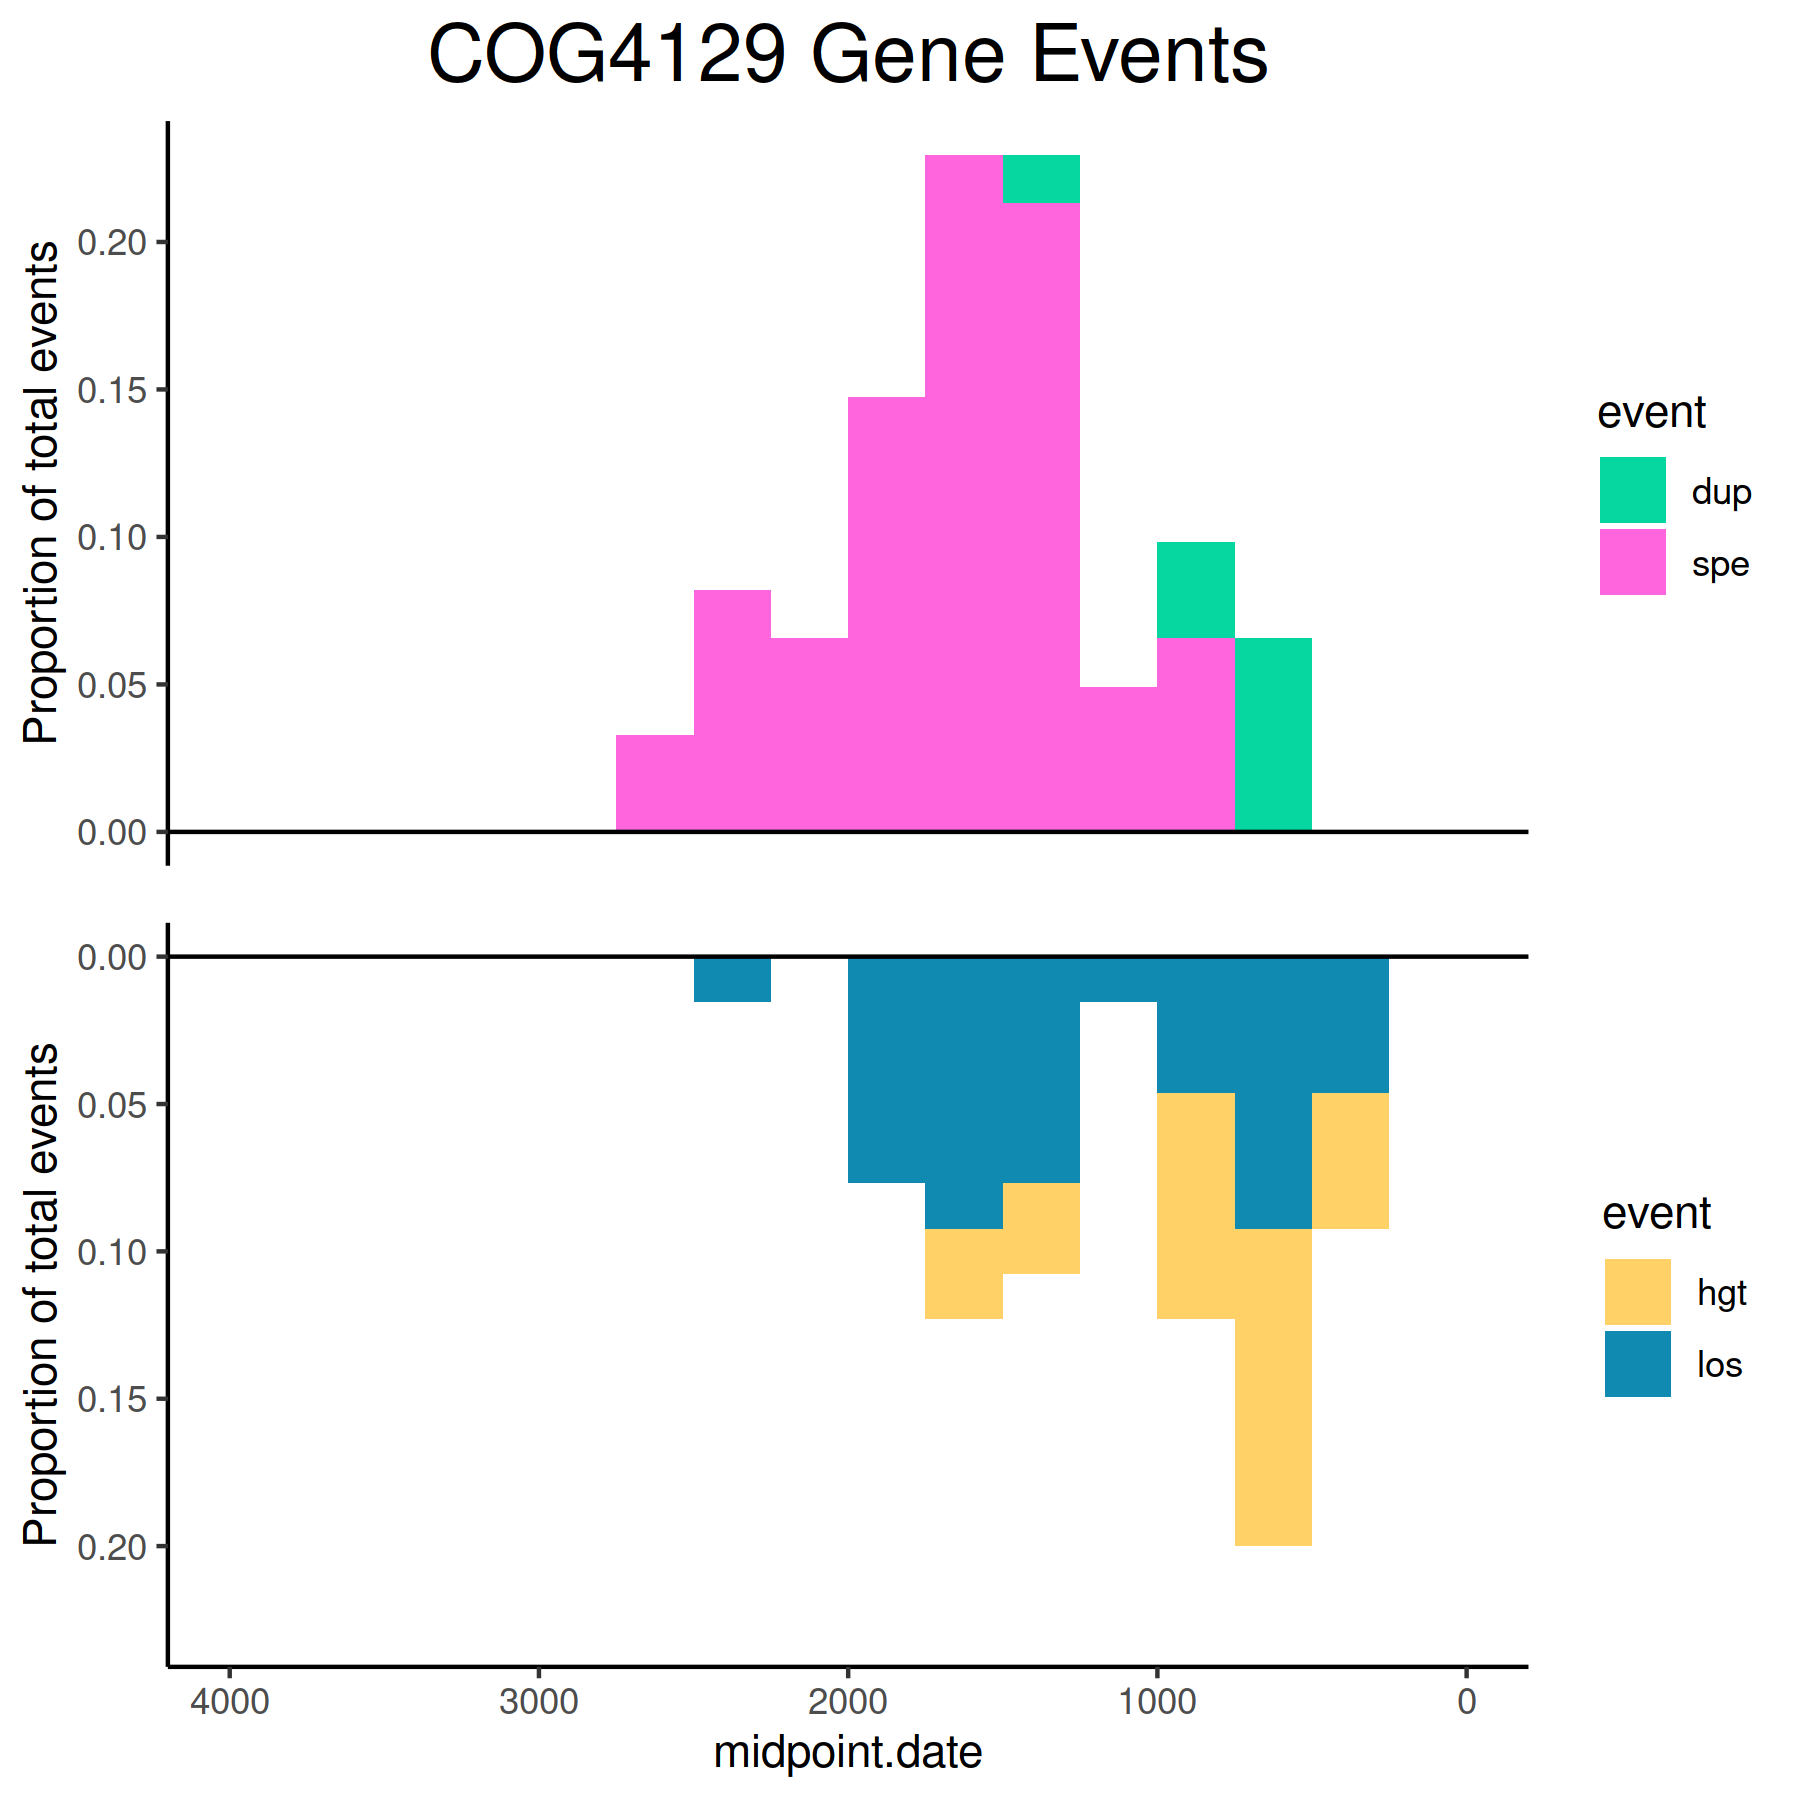 COG4129 Gene Events
Proportion of total events
0.20
0.15
0.10
0.05
0.00
event
dup
spe
Proportion of total events
0.00
0.05
0.10
0.15
0.20
event
hgt
los
4000 3000 2000 1000 0
midpoint.date